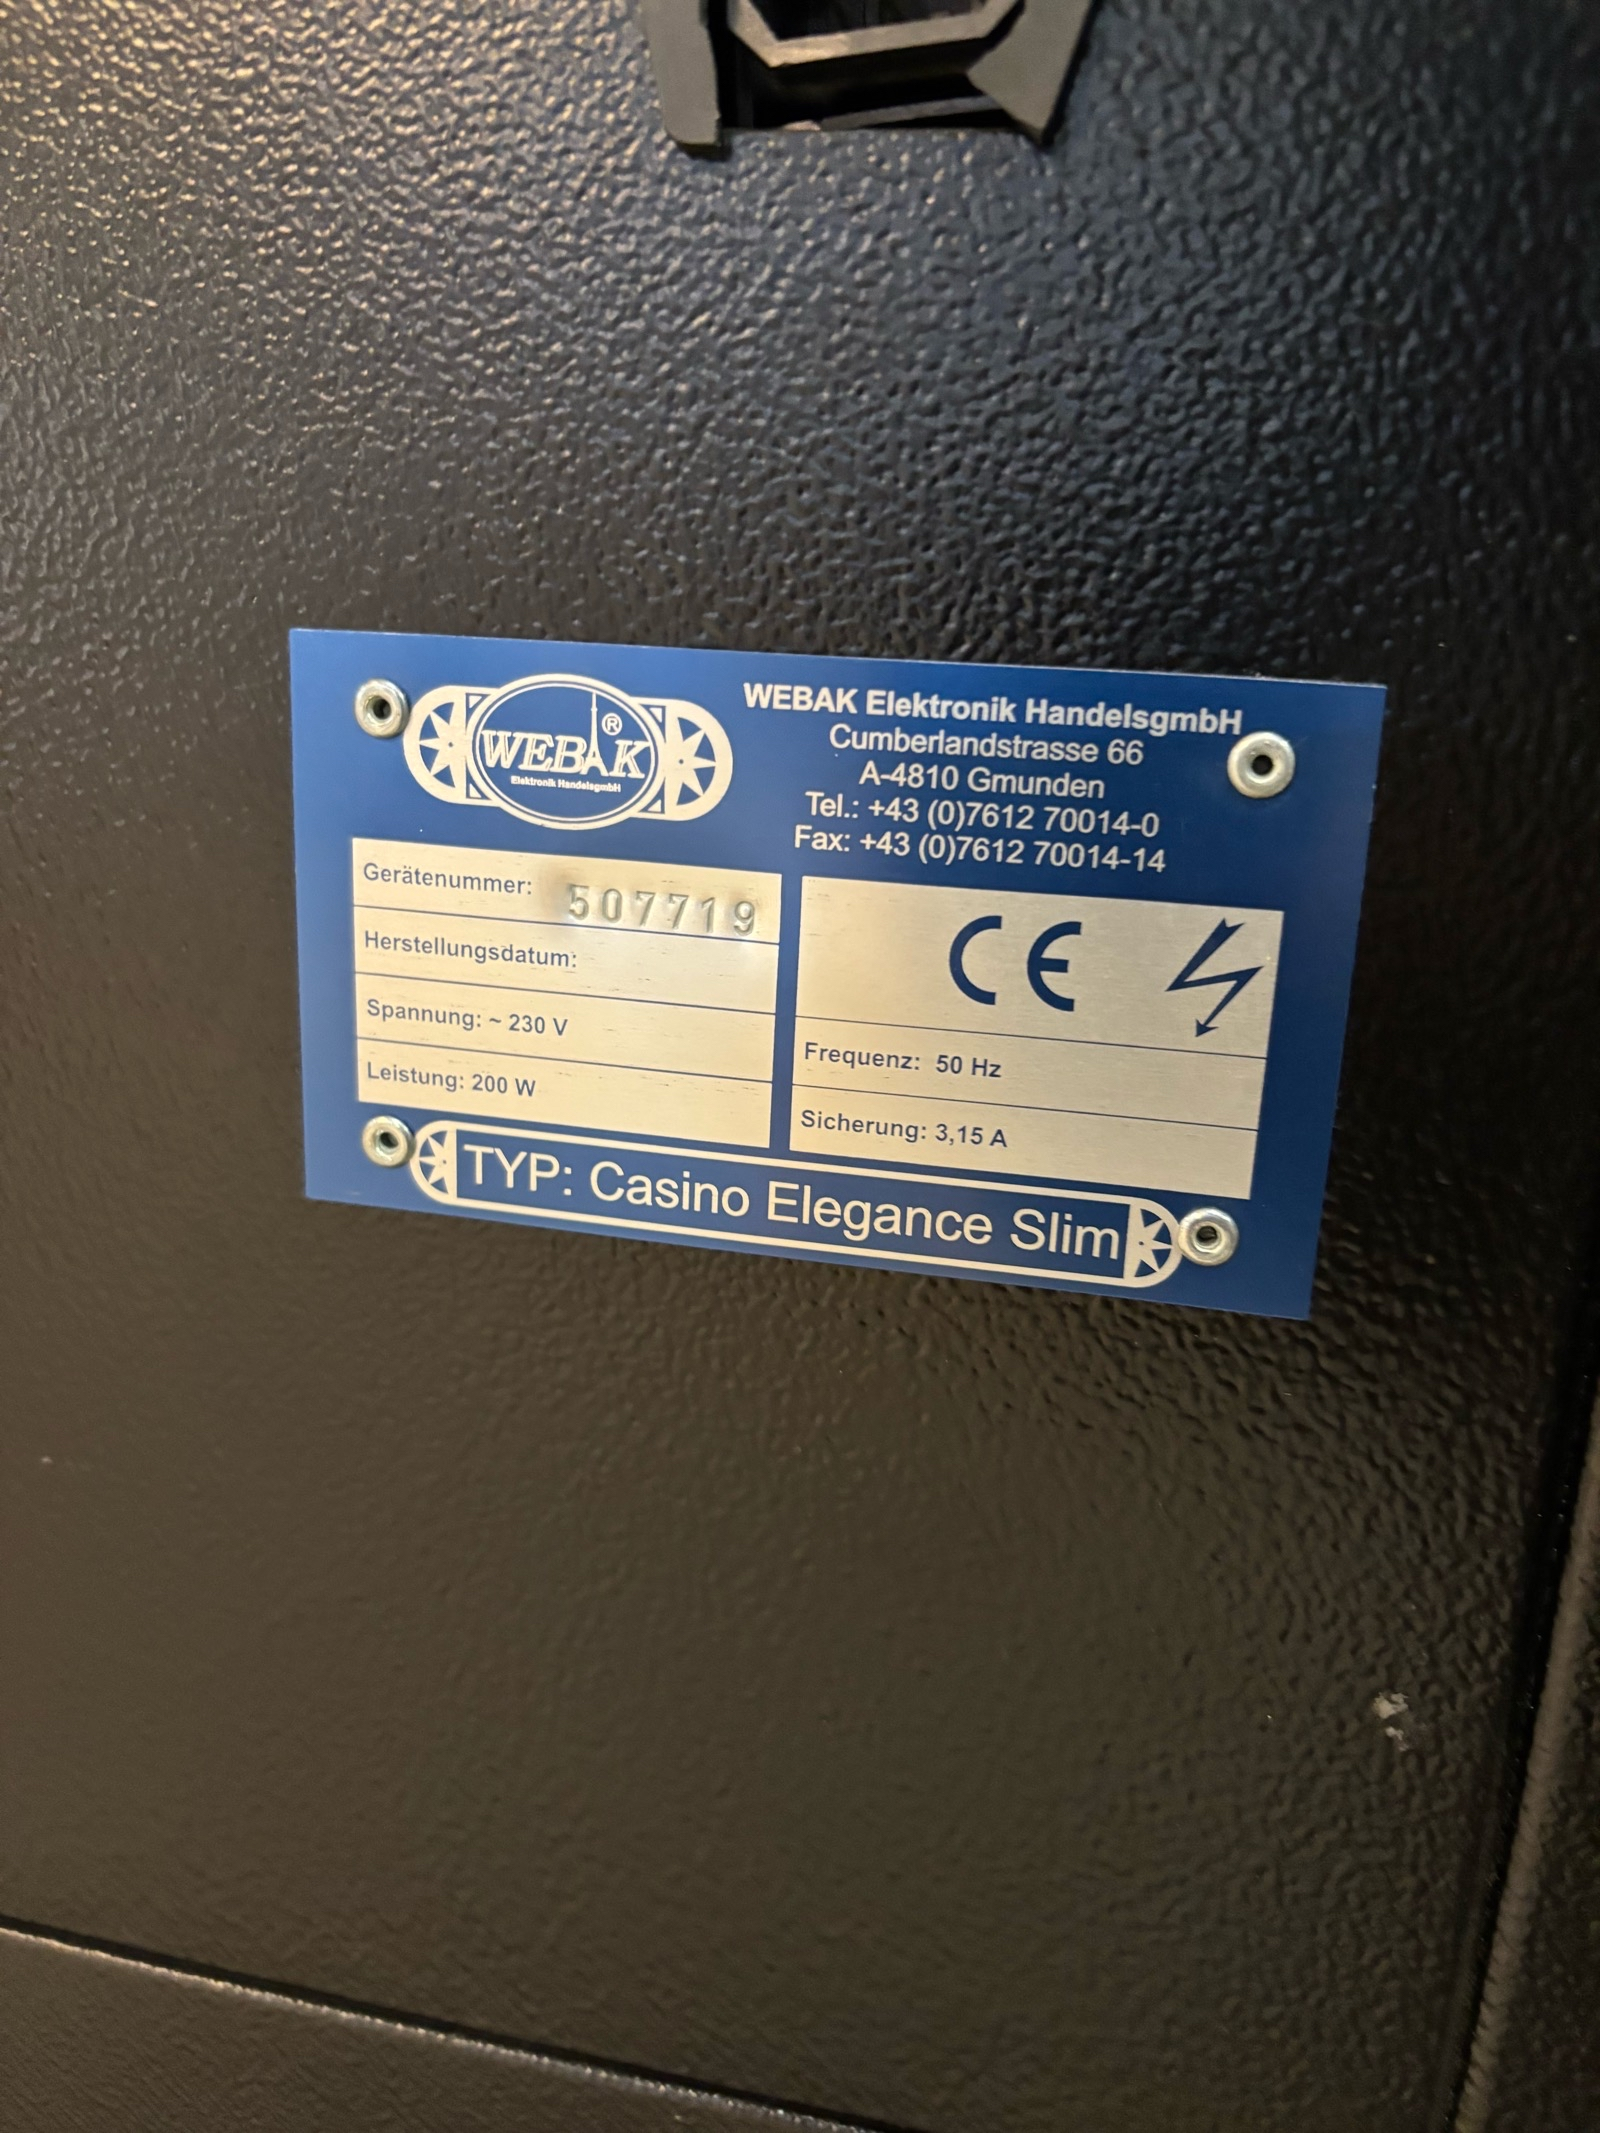 WEBAK®
Elektronik HandelsgmbH
WEBAK Elektronik HandelsgmbH
Cumberlandstrasse 66
A-4810 Gmunden
Tel.: +43 (0)7612 70014-0
Fax: +43 (0)7612 70014-14
Gerätenummer: 507719
Herstellungsdatum:
Spannung: ~ 230 V
Leistung: 200 W
CE
Frequenz: 50 Hz
Sicherung: 3,15 A
TYP: Casino Elegance Slim